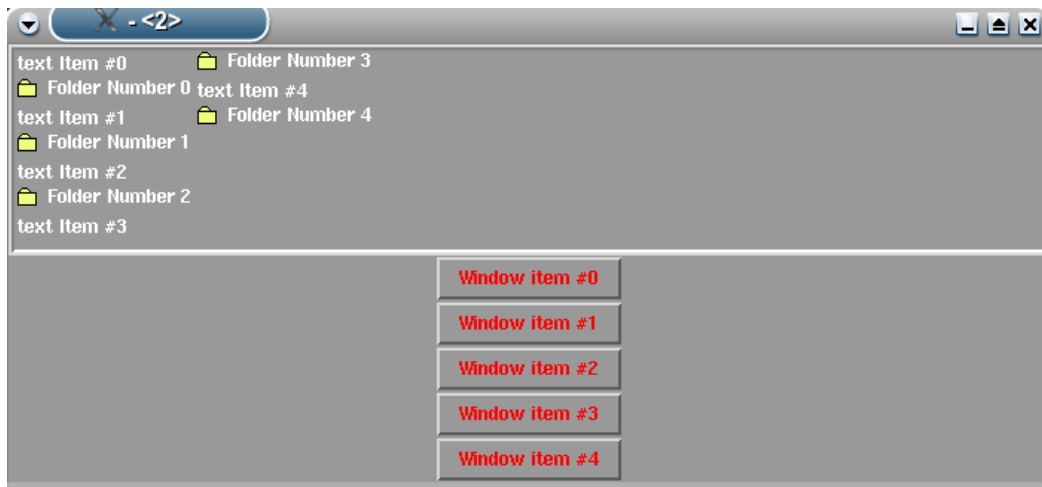 - <2>
text Item #0
Folder Number 0
text Item #1
Folder Number 1
text Item #2
Folder Number 2
text Item #3
Folder Number 3
text Item #4
Folder Number 4
Window item #0
Window item #1
Window item #2
Window item #3
Window item #4